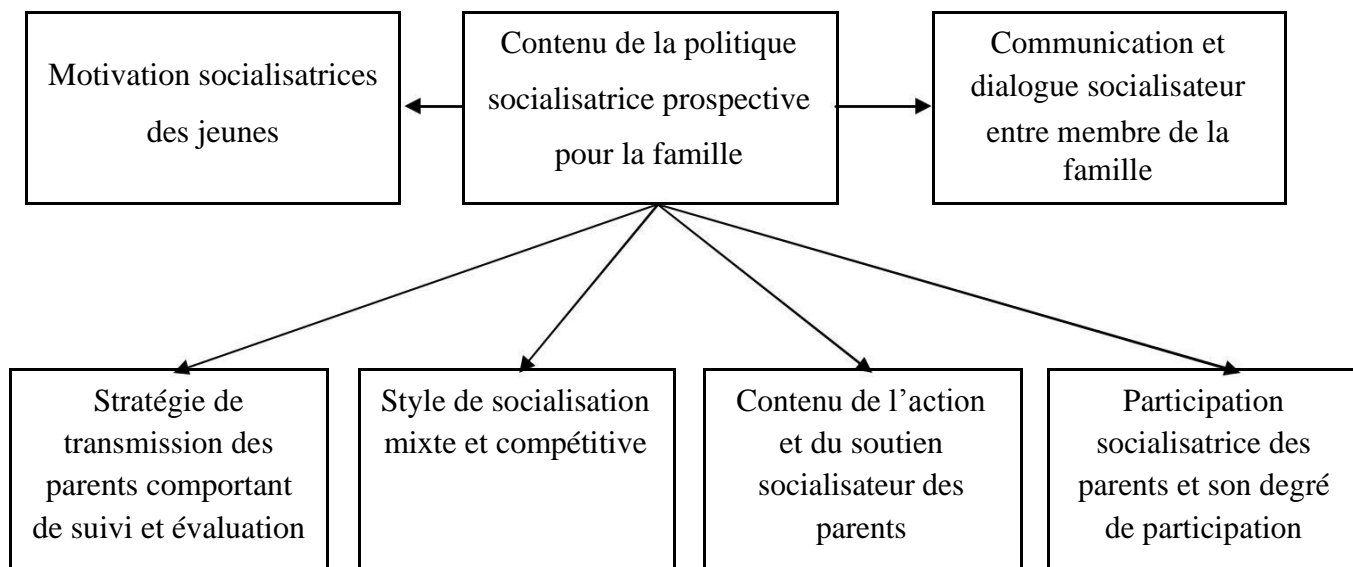 Motivation socialisatrices
des jeunes
Contenu de la politique
socialisatrice prospective
pour la famille
Communication et
dialogue socialisateur
entre membre de la
famille
Stratégie de
transmission des
parents comportant
de suivi et évaluation
Style de socialisation
mixte et compétitive
Contenu de l’action
et du soutien
socialisateur des
parents
Participation
socialisatrice des
parents et son degré
de participation